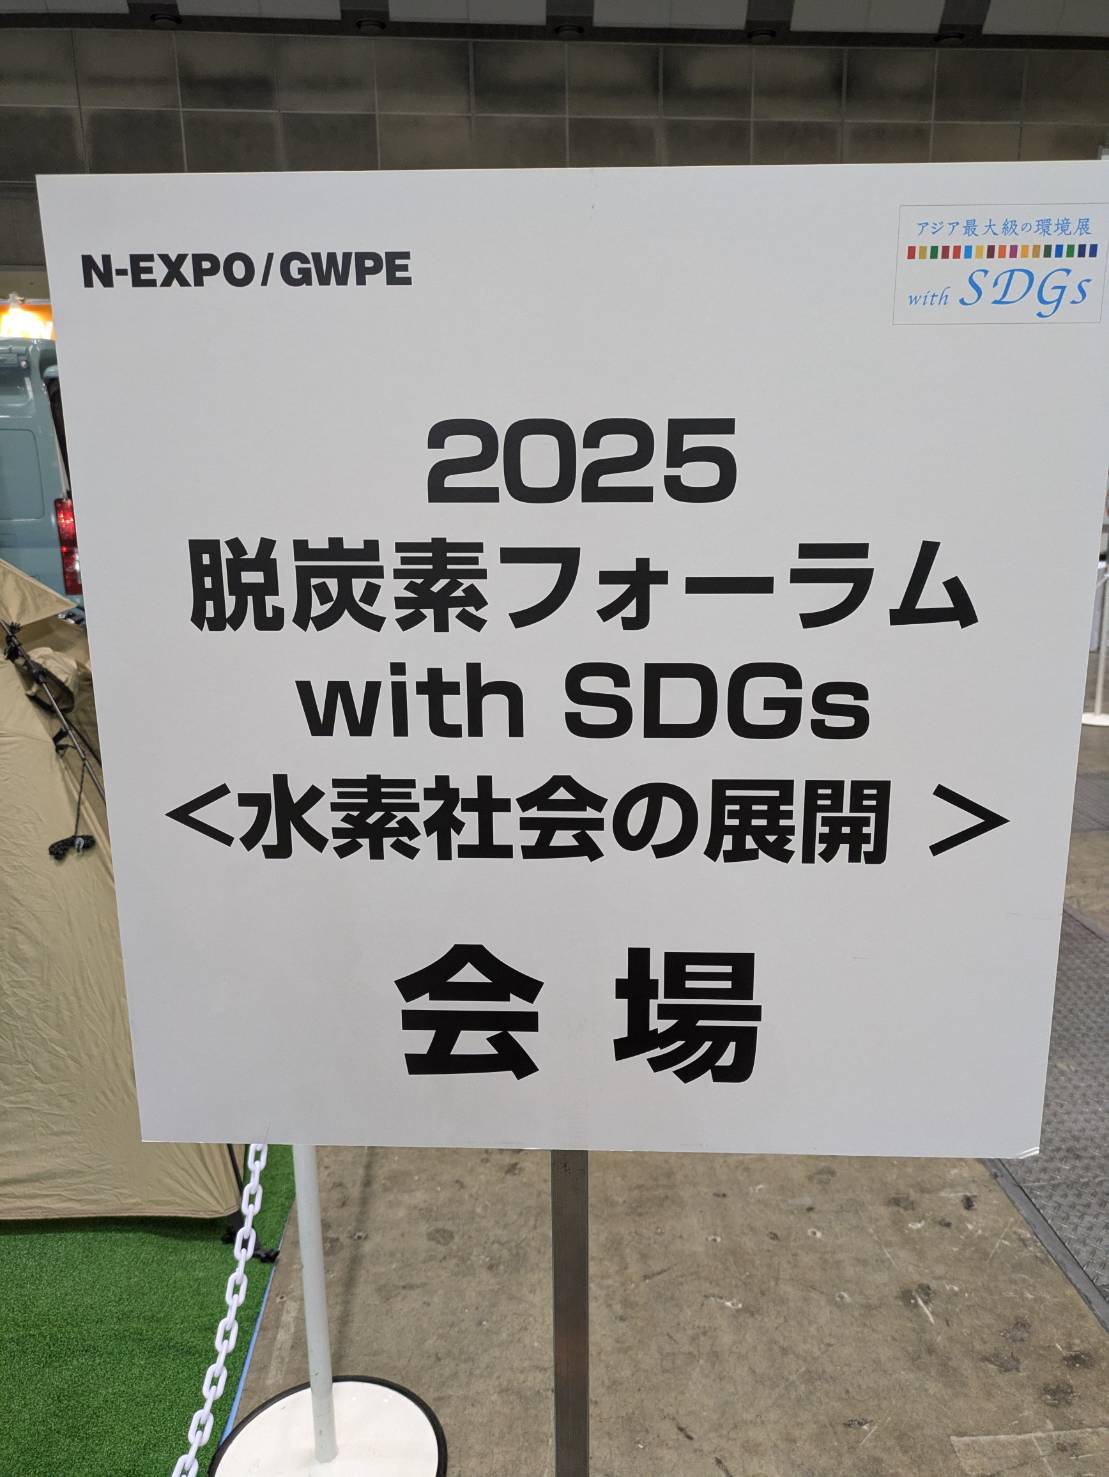 N-EXPO/GWPE
アジア最大級の環境展
with SDGs
2025
脱炭素フォーラム
with SDGs
<水素社会の展開 >
会 場